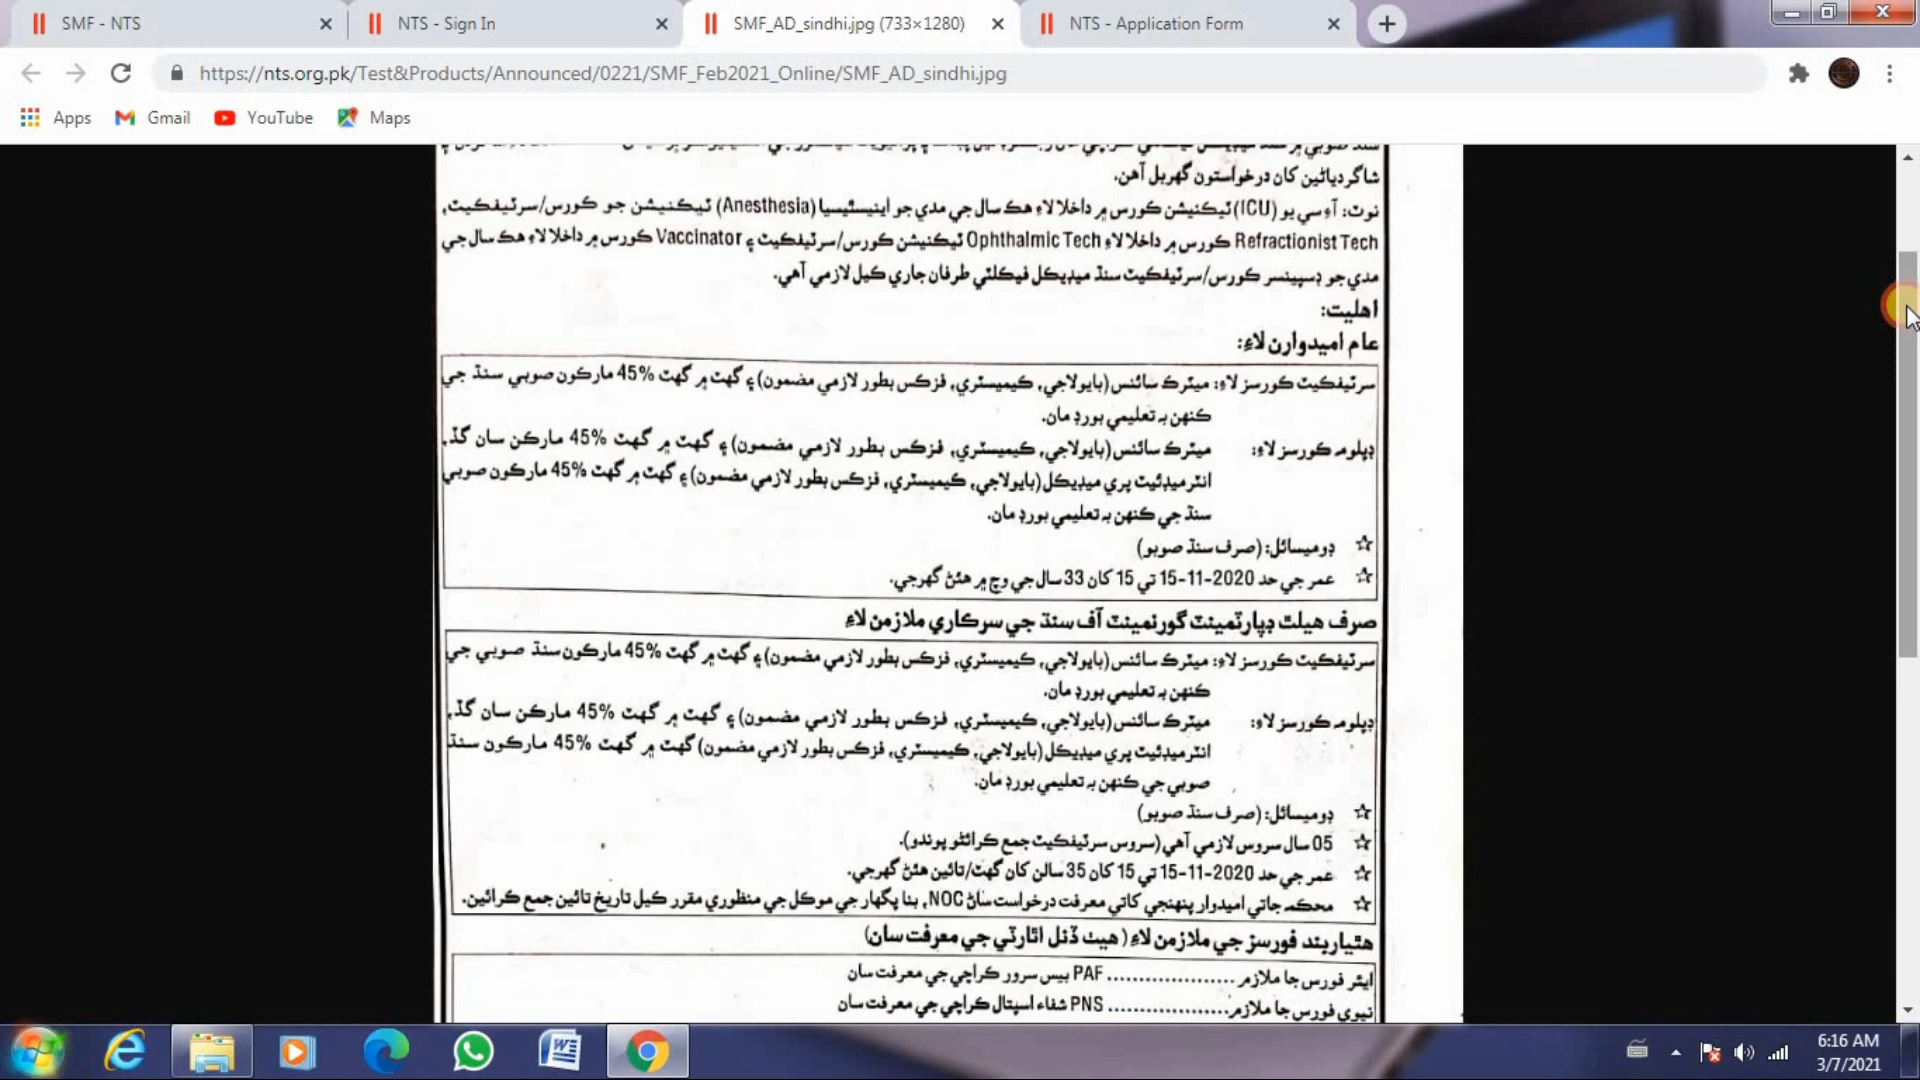 SMF - NTS
NTS - Sign In
SMF_AD_sindhi.jpg (733×1280)
NTS - Application Form
https://nts.org.pk/Test&Products/Announced/0221/SMF_Feb2021_Online/SMF_AD_sindhi.jpg
Apps Gmail YouTube Maps
شاگردياڻين کان درخواستون گهربل آهن.
نوٽ: آءِ سي يو (ICU) ٽيڪنيشن ڪورس ۾ داخلا لاءِ هڪ سال جي مدي جو اينسٿيسيا (Anesthesia) ٽيڪنيشن جو ڪورس/سرٽيفڪيٽ،
Refractionist Tech ڪورس ۾ داخلا لاءِ Ophthalmic Tech ٽيڪنيشن ڪورس/سرٽيفڪيٽ ۽ Vaccinator ڪورس ۾ داخلا لاءِ هڪ سال جي
مدي جو ڊسپينسر ڪورس/سرٽيفڪيٽ سنڌ ميڊيڪل فيڪلٽي طرفان جاري ڪيل لازمي آهي.
اهليت:
عام اميدوارن لاءِ:
سرٽيفڪيٽ ڪورسز لاءِ: ميٽرڪ سائنس (بايولاجي، ڪيميسٽري، فزڪس بطور لازمي مضمون) ۽ گهٽ ۾ گهٽ 45% مارڪون صوبي سنڌ جي
ڪنهن به تعليمي بورڊ مان.
ڊپلومه ڪورسز لاءِ: ميٽرڪ سائنس (بايولاجي، ڪيميسٽري، فزڪس بطور لازمي مضمون) ۽ گهٽ ۾ گهٽ 45% مارڪن سان گڏ،
انٽرميڊئيٽ پري ميڊيڪل (بايولاجي، ڪيميسٽري، فزڪس بطور لازمي مضمون) ۽ گهٽ ۾ گهٽ 45% مارڪون صوبي
سنڌ جي ڪنهن به تعليمي بورڊ مان.
☆ ڊوميسائل: (صرف سنڌ صوبو)
☆ عمر جي حد 2020-11-15 تي 15 کان 33 سال جي وچ ۾ هئڻ گهرجي.
صرف هيلٿ ڊپارٽمينٽ گورنمينٽ آف سنڌ جي سرڪاري ملازمن لاءِ
سرٽيفڪيٽ ڪورسز لاءِ: ميٽرڪ سائنس (بايولاجي، ڪيميسٽري، فزڪس بطور لازمي مضمون) ۽ گهٽ ۾ گهٽ 45% مارڪون سنڌ صوبي جي
ڪنهن به تعليمي بورڊ مان.
ڊپلومه ڪورسز لاءِ: ميٽرڪ سائنس (بايولاجي، ڪيميسٽري، فزڪس بطور لازمي مضمون) ۽ گهٽ ۾ گهٽ 45% مارڪن سان گڏ،
انٽرميڊئيٽ پري ميڊيڪل (بايولاجي، ڪيميسٽري، فزڪس بطور لازمي مضمون) گهٽ ۾ گهٽ 45% مارڪون سنڌ
صوبي جي ڪنهن به تعليمي بورڊ مان.
☆ ڊوميسائل: (صرف سنڌ صوبو)
☆ 05 سال سروس لازمي آهي (سروس سرٽيفڪيٽ جمع ڪرائڻو پوندو).
☆ عمر جي حد 2020-11-15 تي 15 کان 35 سالن کان گهٽ/تائين هئڻ گهرجي.
☆ محڪمه جاتي اميدوار پنهنجي کاتي معرفت درخواست سان NOC، بنا پگهار جي موڪل جي منظوري مقرر ڪيل تاريخ تائين جمع ڪرائين.
هٿياربند فورسز جي ملازمن لاءِ (هيٺ ڏنل اٿارٽي جي معرفت سان)
ايئر فورس جا ملازم .................. PAF بيس سرور ڪراچي جي معرفت سان
نيوي فورس جا ملازم .................. PNS شفاءِ اسپتال ڪراچي جي معرفت سان
6:16 AM
3/7/2021